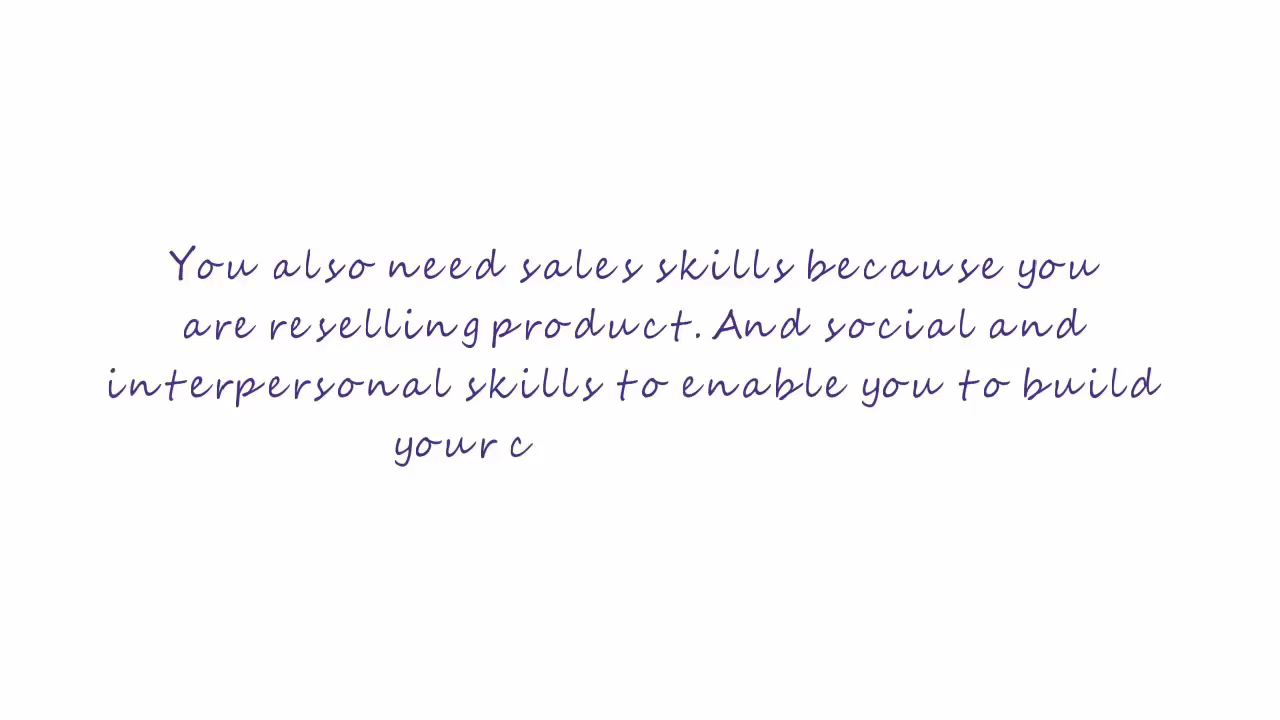 You also need sales skills because you
are reselling product. And social and
interpersonal skills to enable you to build
your c